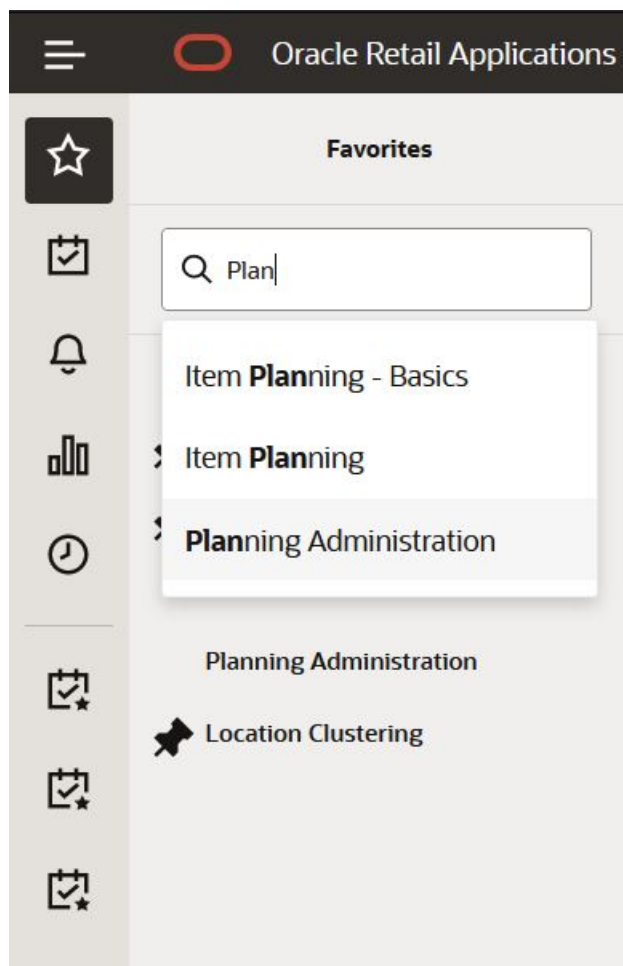 Oracle Retail Applications
Favorites
Plan
Item Planning - Basics
Item Planning
Planning Administration
Planning Administration
Location Clustering